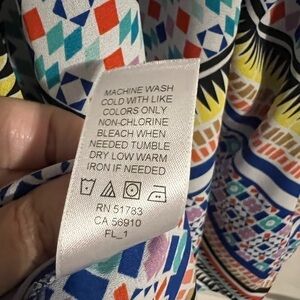 MACHINE WASH
COLD WITH LIKE
COLORS ONLY
NON-CHLORINE
BLEACH WHEN
NEEDED TUMBLE
DRY LOW WARM
IRON IF NEEDED
RN 51783
CA 56910
FL_1